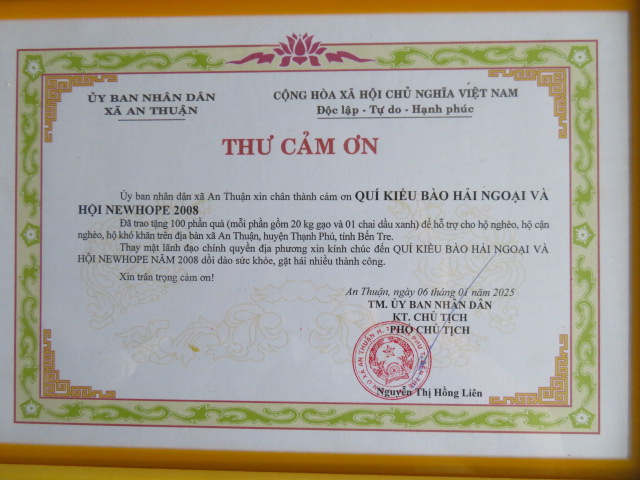 ỦY BAN NHÂN DÂN
XÃ AN THUẬN
CỘNG HÒA XÃ HỘI CHỦ NGHĨA VIỆT NAM
Độc lập - Tự do - Hạnh phúc
THƯ CẢM ƠN
Ủy ban nhân dân xã An Thuận xin chân thành cảm ơn QUÍ KIỀU BÀO HẢI NGOẠI VÀ
HỘI NEWHOPE 2008
Đã trao tặng 100 phần quà (mỗi phần gồm 20 kg gạo và 01 chai dầu xanh) để hỗ trợ cho hộ nghèo, hộ cận
nghèo, hộ khó khăn trên địa bàn xã An Thuận, huyện Thạnh Phú, tỉnh Bến Tre.
Thay mặt lãnh đạo chính quyền địa phương xin kính chúc đến QUÍ KIỀU BÀO HẢI NGOẠI VÀ
HỘI NEWHOPE NĂM 2008 dồi dào sức khỏe, gặt hái nhiều thành công.
Xin trân trọng cảm ơn!
An Thuận, ngày 06 tháng 01 năm 2025
TM. ỦY BAN NHÂN DÂN
KT. CHỦ TỊCH
PHÓ CHỦ TỊCH
Nguyễn Thị Hồng Liên